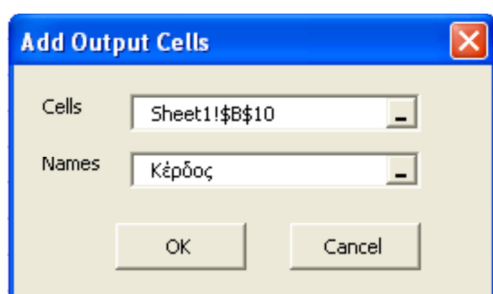 Add Output Cells
Cells Sheet1!$B$10
Names Κέρδος
OK Cancel